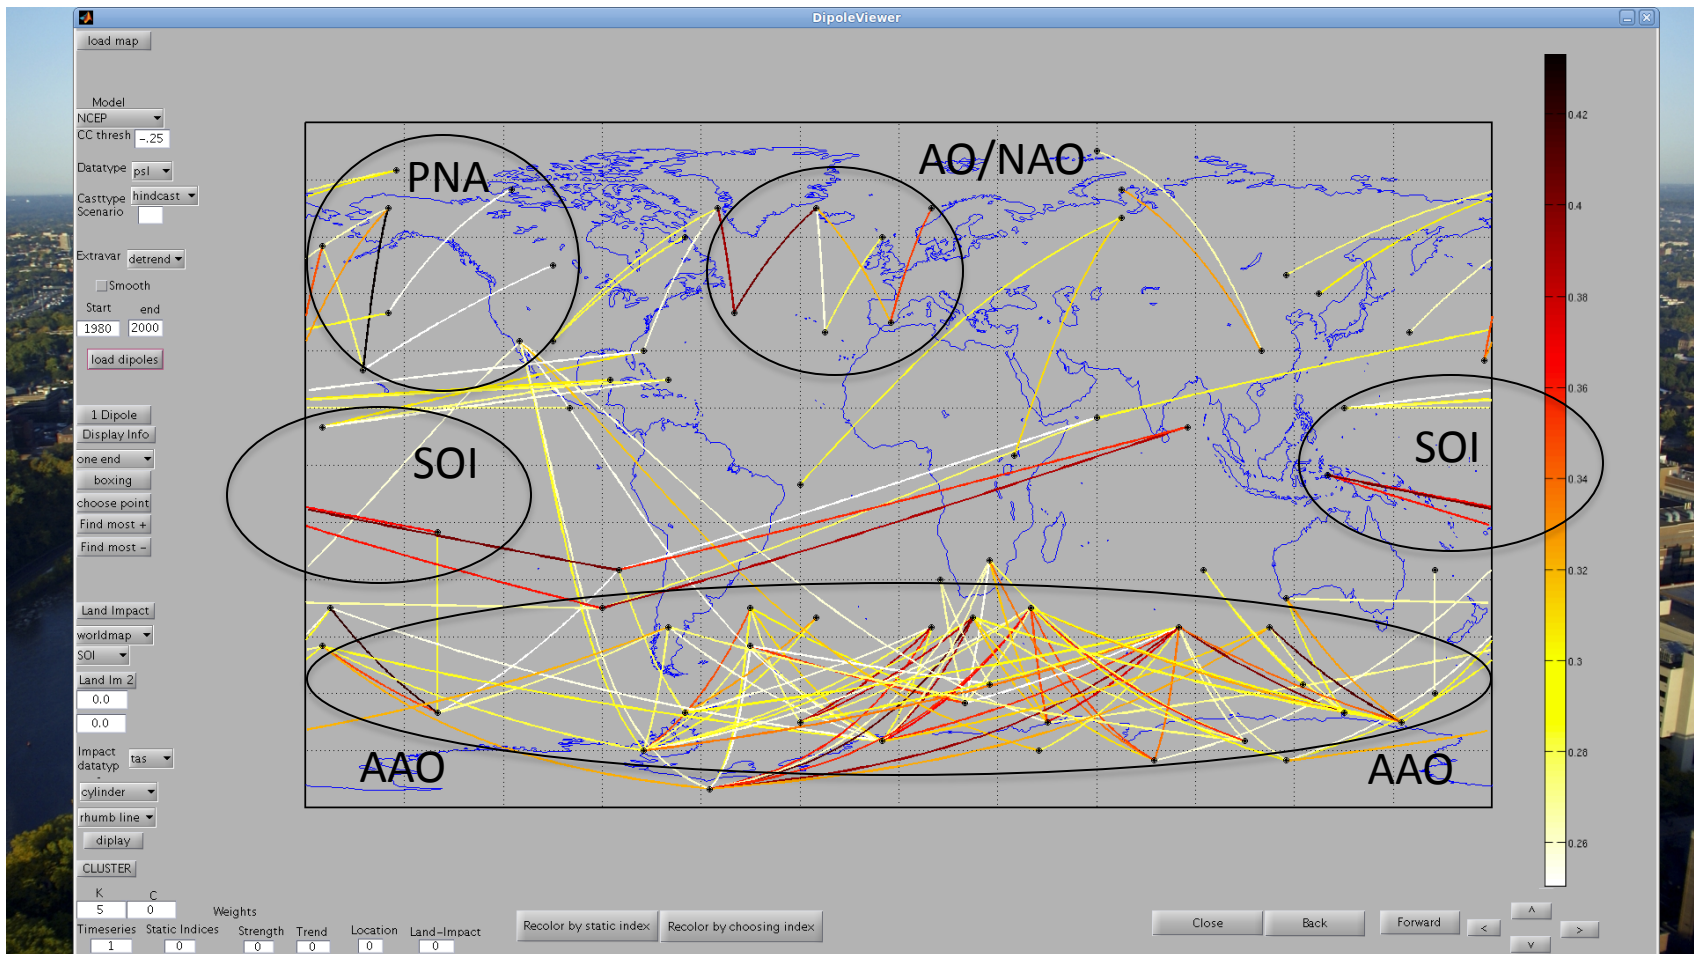 DipoleViewer
load map
Model
NCEP
CC thresh -.25
Datatype psl
Casttype hindcast
Scenario
Extravar detrend
Smooth
Start end
1980 2000
load dipoles
1 Dipole
Display Info
one end
boxing
choose point
Find most +
Find most -
Land Impact
worldmap
SOI
Land Im 2
0.0
0.0
Impact
datatyp tas
cylinder
rhumb line
diplay
CLUSTER
K C
5 0
Weights
Timeseries Static Indices Strength Trend Location Land-Impact
1 0 0 0 0 0
Recolor by static index Recolor by choosing index
Close Back Forward < ^ v >
PNA
AO/NAO
SOI
SOI
AAO
AAO
0.42
0.4
0.38
0.36
0.34
0.32
0.3
0.28
0.26